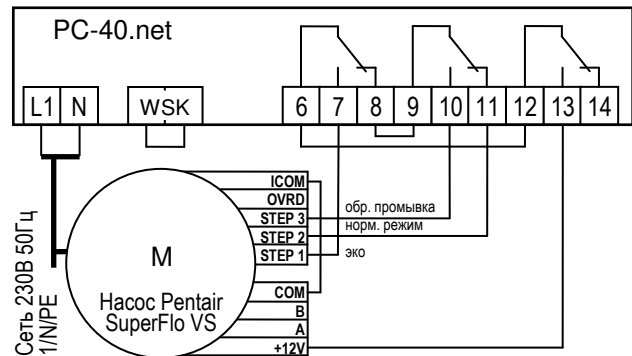 PC-40.net
L1 N WSK 6 7 8 9 10 11 12 13 14
ICOM
OVRD
STEP 3 обр. промывка
STEP 2 норм. режим
STEP 1 эко
M
Насос Pentair
SuperFlo VS
COM
B
A
+12V
Сеть 230В 50Гц
1/N/PE